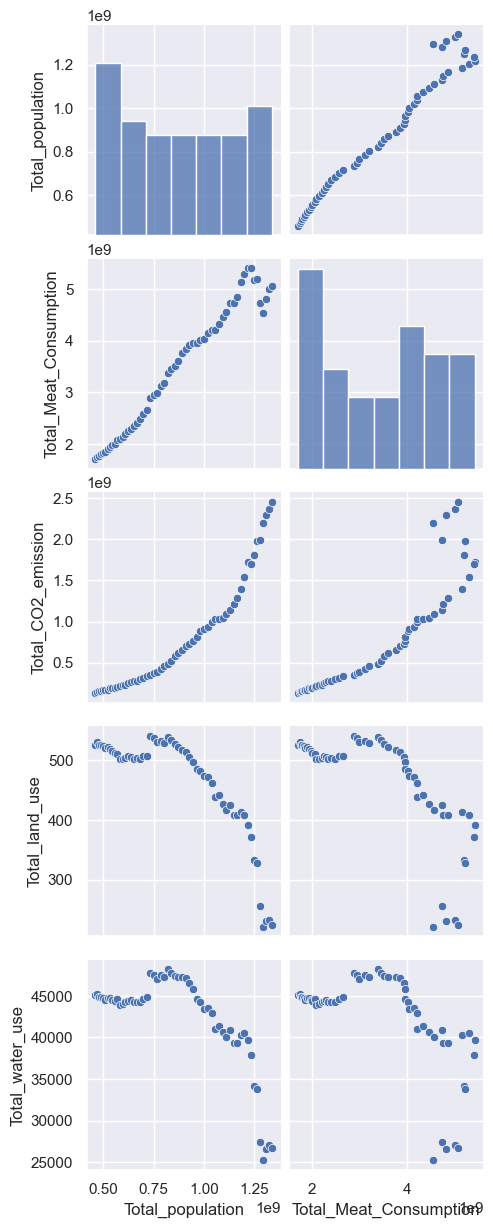 1e9
Total_population
1.2
1.0
0.8
0.6
1e9
Total_Meat_Consumption
5
4
3
2
1e9
Total_CO2_emission
2.5
2.0
1.5
1.0
0.5
Total_land_use
500
400
300
Total_water_use
45000
40000
35000
30000
25000
0.50 0.75 1.00 1.25
2 4
Total_population
Total_Meat_Consumption
1e9
1e9